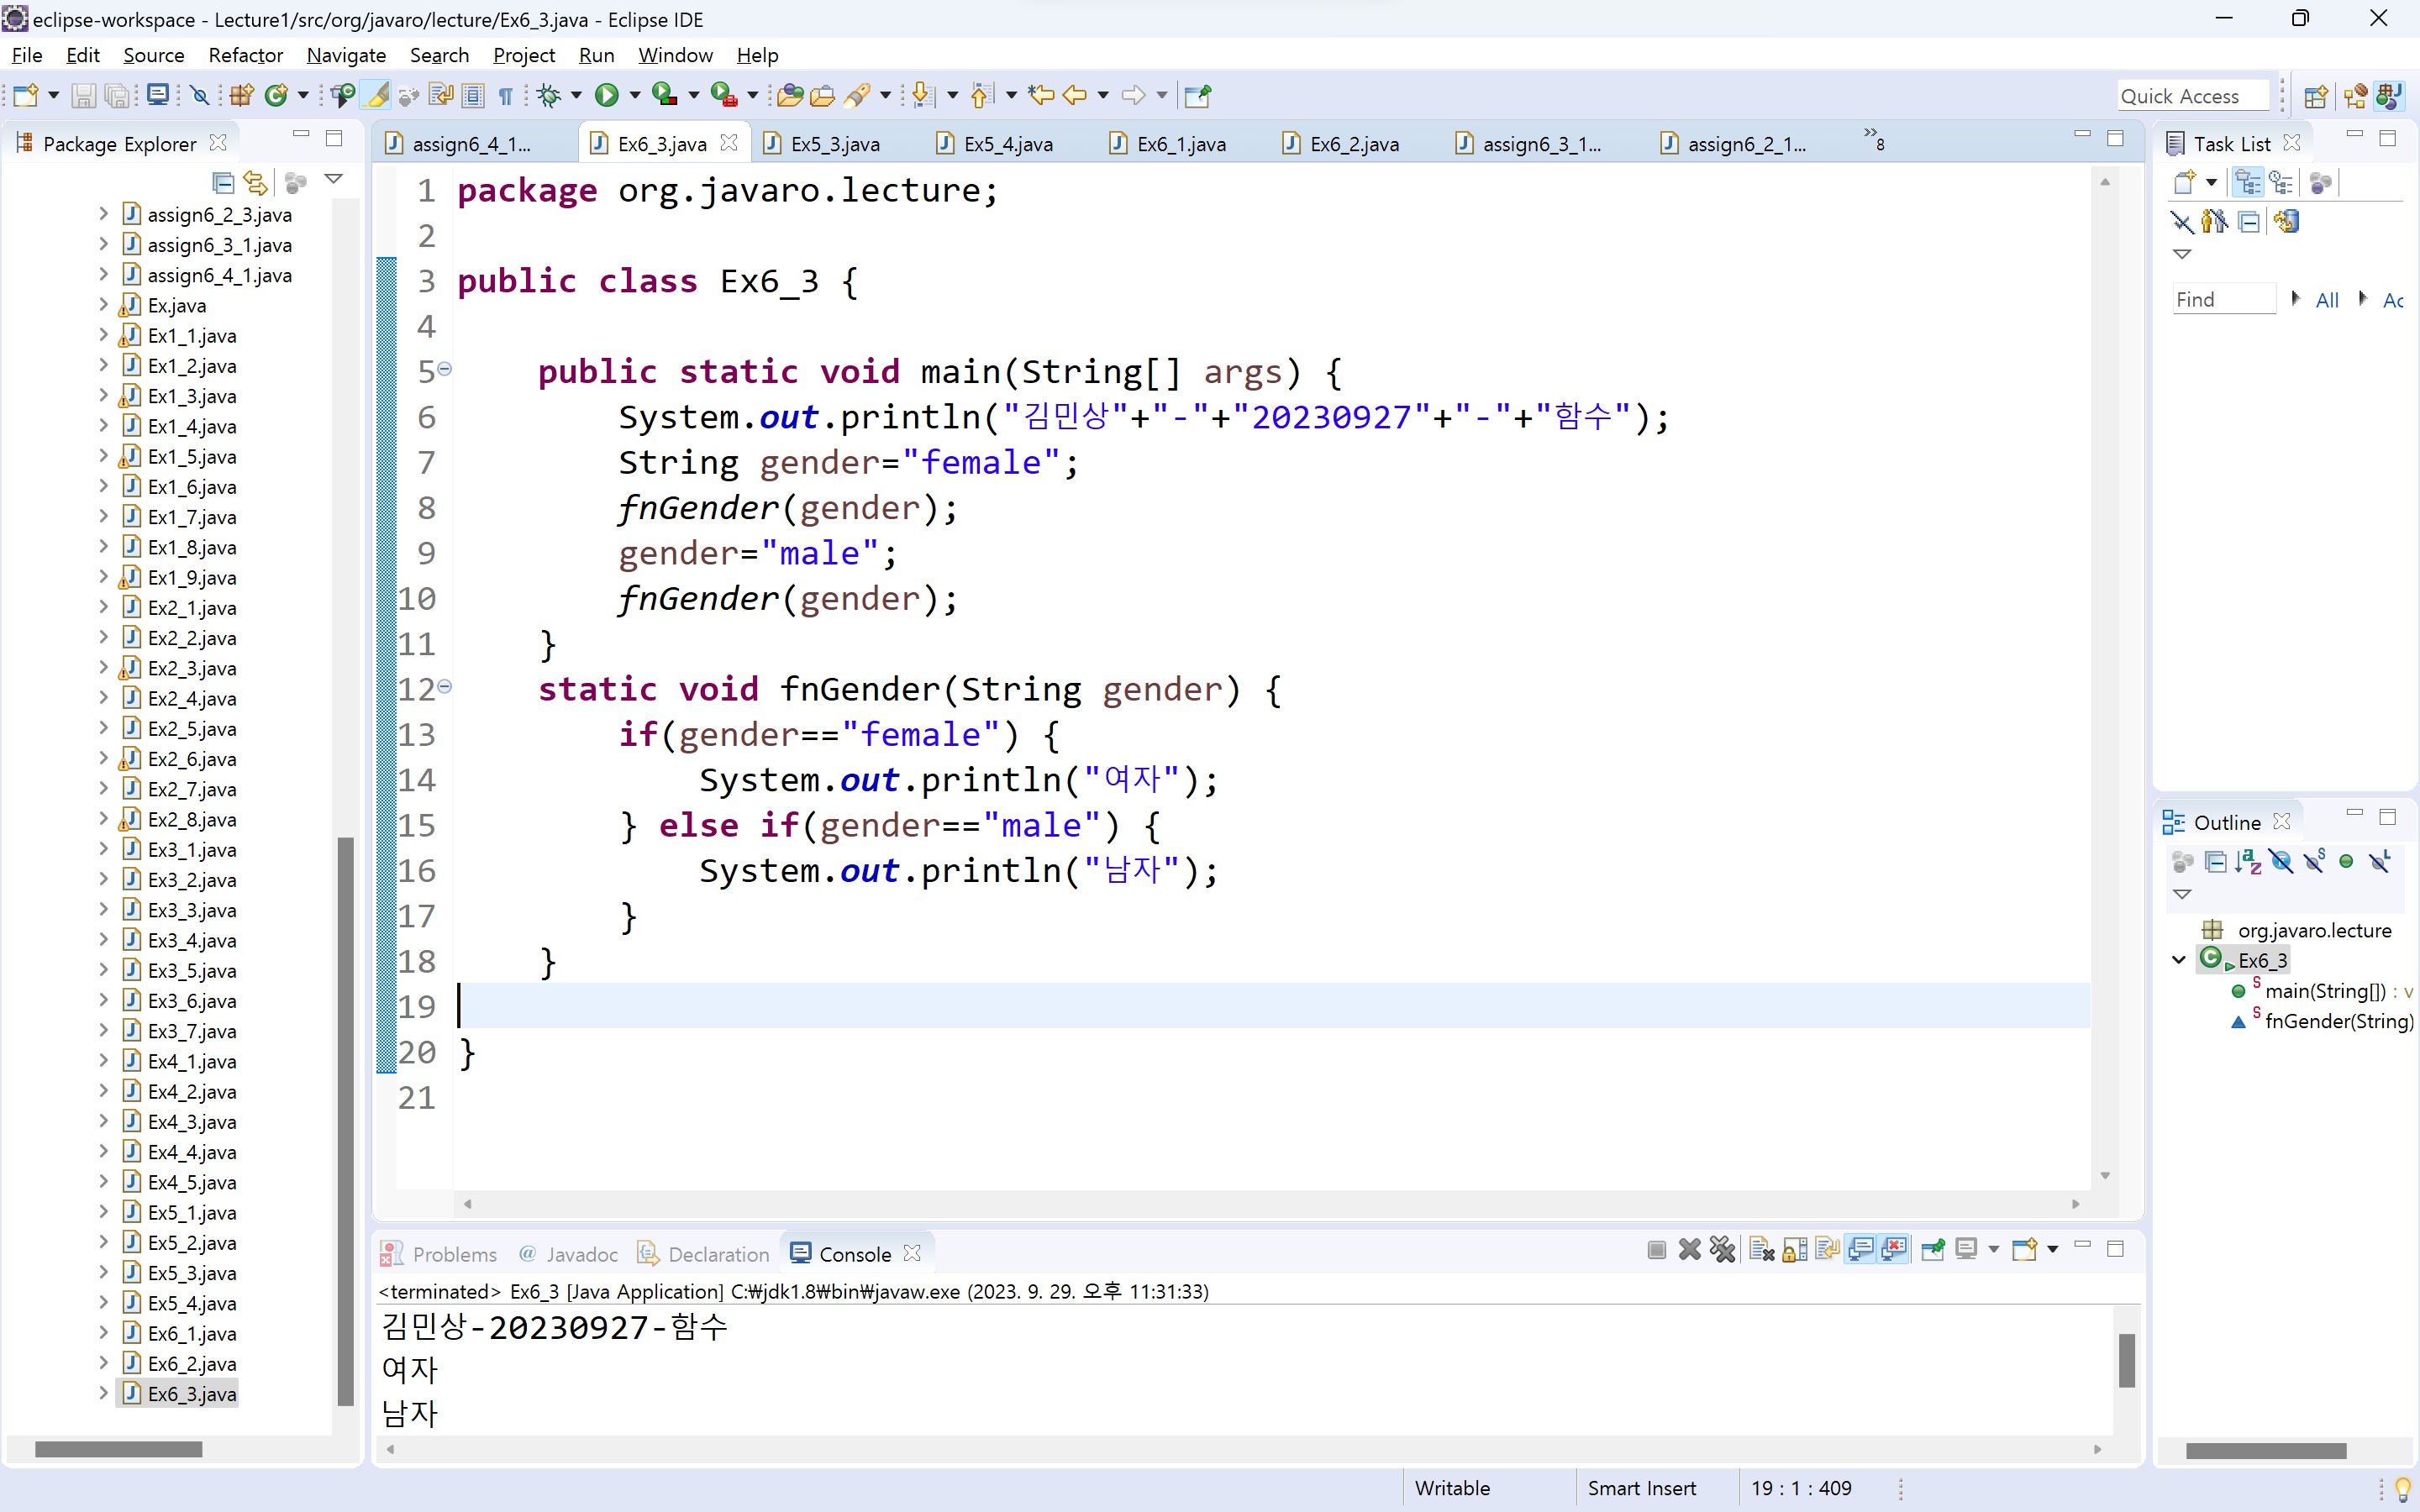 eclipse-workspace - Lecture1/src/org/javaro/lecture/Ex6_3.java - Eclipse IDE
File Edit Source Refactor Navigate Search Project Run Window Help
Quick Access
Package Explorer
assign6_2_3.java
assign6_3_1.java
assign6_4_1.java
Ex.java
Ex1_1.java
Ex1_2.java
Ex1_3.java
Ex1_4.java
Ex1_5.java
Ex1_6.java
Ex1_7.java
Ex1_8.java
Ex1_9.java
Ex2_1.java
Ex2_2.java
Ex2_3.java
Ex2_4.java
Ex2_5.java
Ex2_6.java
Ex2_7.java
Ex2_8.java
Ex3_1.java
Ex3_2.java
Ex3_3.java
Ex3_4.java
Ex3_5.java
Ex3_6.java
Ex3_7.java
Ex4_1.java
Ex4_2.java
Ex4_3.java
Ex4_4.java
Ex4_5.java
Ex5_1.java
Ex5_2.java
Ex5_3.java
Ex5_4.java
Ex6_1.java
Ex6_2.java
Ex6_3.java
assign6_4_1... Ex6_3.java Ex5_3.java Ex5_4.java Ex6_1.java Ex6_2.java assign6_3_1... assign6_2_1... »8
1 package org.javaro.lecture;
2
3 public class Ex6_3 {
4
5 public static void main(String[] args) {
6 System.out.println("김민상"+"-"+"20230927"+"-"+"함수");
7 String gender="female";
8 fnGender(gender);
9 gender="male";
10 fnGender(gender);
11 }
12 static void fnGender(String gender) {
13 if(gender=="female") {
14 System.out.println("여자");
15 } else if(gender=="male") {
16 System.out.println("남자");
17 }
18 }
19
20 }
21
Problems @ Javadoc Declaration Console
<terminated> Ex6_3 [Java Application] C:₩jdk1.8₩bin₩javaw.exe (2023. 9. 29. 오후 11:31:33)
김민상-20230927-함수
여자
남자
Task List
Find All Ac
Outline
org.javaro.lecture
Ex6_3
main(String[]) : v
fnGender(String)
Writable Smart Insert 19 : 1 : 409